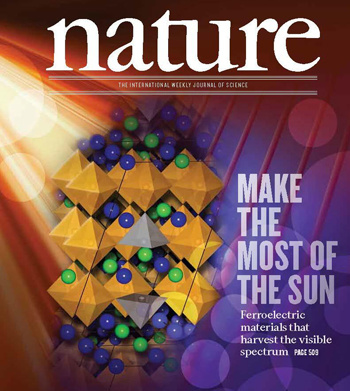 nature
THE INTERNATIONAL WEEKLY JOURNAL OF SCIENCE
MAKE
THE
MOST OF
THE SUN
Ferroelectric
materials that
harvest the visible
spectrum PAGE 509